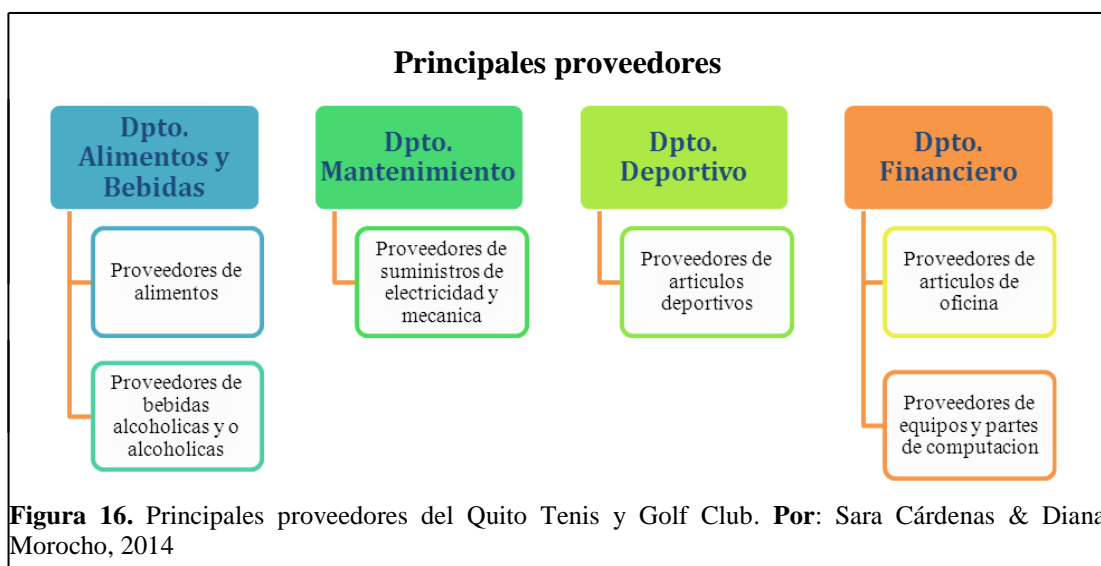 Principales proveedores
Dpto.
Alimentos y
Bebidas
Proveedores de
alimentos
Proveedores de
bebidas
alcoholicas y o
alcoholicas
Dpto.
Mantenimiento
Proveedores de
suministros de
electricidad y
mecanica
Dpto.
Deportivo
Proveedores de
articulos
deportivos
Dpto.
Financiero
Proveedores de
articulos de
oficina
Proveedores de
equipos y partes
de computacion
Figura 16. Principales proveedores del Quito Tenis y Golf Club. Por: Sara Cárdenas & Diana
Morocho, 2014